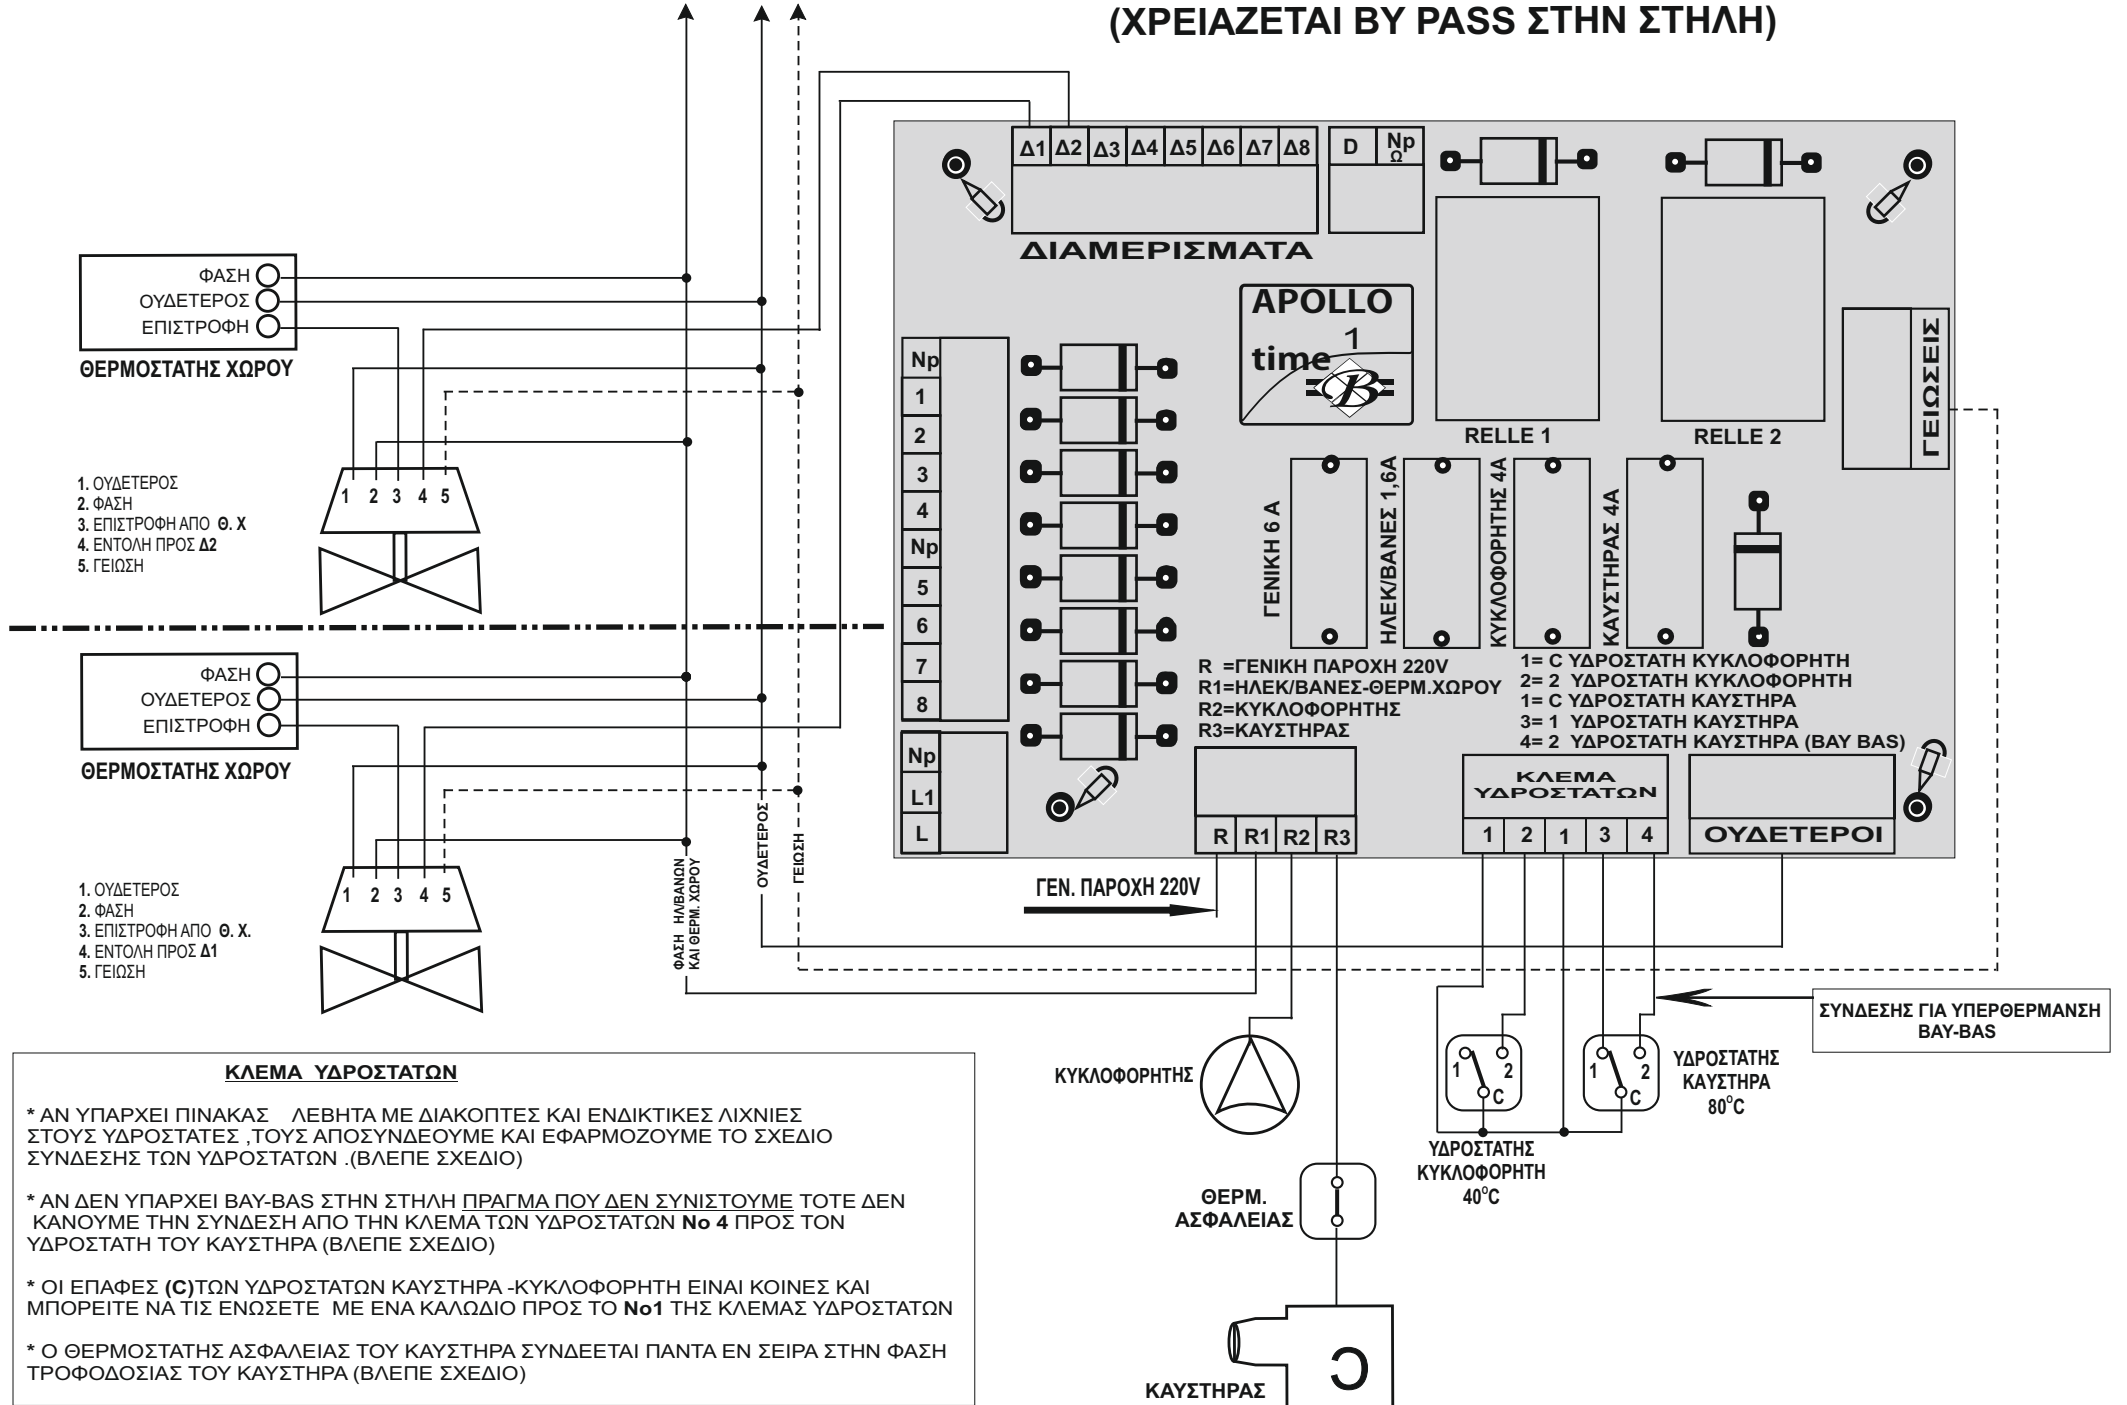 (ΧΡΕΙΑΖΕΤΑΙ BY PASS ΣΤΗΝ ΣΤΗΛΗ)
Δ1 Δ2 Δ3 Δ4 Δ5 Δ6 Δ7 Δ8
D Np
Ω
ΔΙΑΜΕΡΙΣΜΑΤΑ
APOLLO
time 1
B
RELLE 1
RELLE 2
ΓΕΙΩΣΕΙΣ
ΦΑΣΗ
ΟΥΔΕΤΕΡΟΣ
ΕΠΙΣΤΡΟΦΗ
ΘΕΡΜΟΣΤΑΤΗΣ ΧΩΡΟΥ
1 2 3 4 5
1. ΟΥΔΕΤΕΡΟΣ
2. ΦΑΣΗ
3. ΕΠΙΣΤΡΟΦΗ ΑΠΟ Θ. Χ
4. ΕΝΤΟΛΗ ΠΡΟΣ Δ2
5. ΓΕΙΩΣΗ
Np
1
2
3
4
Np
5
6
7
8
Np
L1
L
ΓΕΝΙΚΗ 6 Α
ΗΛΕΚ/ΒΑΝΕΣ 1,6Α
ΚΥΚΛΟΦΟΡΗΤΗΣ 4Α
ΚΑΥΣΤΗΡΑΣ 4Α
R =ΓΕΝΙΚΗ ΠΑΡΟΧΗ 220V
R1=ΗΛΕΚ/ΒΑΝΕΣ-ΘΕΡΜ.ΧΩΡΟΥ
R2=ΚΥΚΛΟΦΟΡΗΤΗΣ
R3=ΚΑΥΣΤΗΡΑΣ
1= C ΥΔΡΟΣΤΑΤΗ ΚΥΚΛΟΦΟΡΗΤΗ
2= 2 ΥΔΡΟΣΤΑΤΗ ΚΥΚΛΟΦΟΡΗΤΗ
1= C ΥΔΡΟΣΤΑΤΗ ΚΑΥΣΤΗΡΑ
3= 1 ΥΔΡΟΣΤΑΤΗ ΚΑΥΣΤΗΡΑ
4= 2 ΥΔΡΟΣΤΑΤΗ ΚΑΥΣΤΗΡΑ (BAY BAS)
R R1 R2 R3
ΚΛΕΜΑ
ΥΔΡΟΣΤΑΤΩΝ
1 2 1 3 4
ΟΥΔΕΤΕΡΟΙ
ΦΑΣΗ
ΟΥΔΕΤΕΡΟΣ
ΕΠΙΣΤΡΟΦΗ
ΘΕΡΜΟΣΤΑΤΗΣ ΧΩΡΟΥ
1 2 3 4 5
1. ΟΥΔΕΤΕΡΟΣ
2. ΦΑΣΗ
3. ΕΠΙΣΤΡΟΦΗ ΑΠΟ Θ. Χ.
4. ΕΝΤΟΛΗ ΠΡΟΣ Δ1
5. ΓΕΙΩΣΗ
ΦΑΣΗ ΗΛ/ΒΑΝΩΝ
ΚΑΙ ΘΕΡΜ. ΧΩΡΟΥ
ΟΥΔΕΤΕΡΟΣ
ΓΕΙΩΣΗ
ΓΕΝ. ΠΑΡΟΧΗ 220V
ΣΥΝΔΕΣΗΣ ΓΙΑ ΥΠΕΡΘΕΡΜΑΝΣΗ
BAY-BAS
ΚΥΚΛΟΦΟΡΗΤΗΣ
1 2
C
1 2
C
ΥΔΡΟΣΤΑΤΗΣ
ΚΑΥΣΤΗΡΑ
80°C
ΥΔΡΟΣΤΑΤΗΣ
ΚΥΚΛΟΦΟΡΗΤΗ
40°C
ΘΕΡΜ.
ΑΣΦΑΛΕΙΑΣ
ΚΑΥΣΤΗΡΑΣ
C
ΚΛΕΜΑ ΥΔΡΟΣΤΑΤΩΝ
* ΑΝ ΥΠΑΡΧΕΙ ΠΙΝΑΚΑΣ ΛΕΒΗΤΑ ΜΕ ΔΙΑΚΟΠΤΕΣ ΚΑΙ ΕΝΔΙΚΤΙΚΕΣ ΛΙΧΝΙΕΣ
ΣΤΟΥΣ ΥΔΡΟΣΤΑΤΕΣ ,ΤΟΥΣ ΑΠΟΣΥΝΔΕΟΥΜΕ ΚΑΙ ΕΦΑΡΜΟΖΟΥΜΕ ΤΟ ΣΧΕΔΙΟ
ΣΥΝΔΕΣΗΣ ΤΩΝ ΥΔΡΟΣΤΑΤΩΝ .(ΒΛΕΠΕ ΣΧΕΔΙΟ)
* ΑΝ ΔΕΝ ΥΠΑΡΧΕΙ BAY-BAS ΣΤΗΝ ΣΤΗΛΗ ΠΡΑΓΜΑ ΠΟΥ ΔΕΝ ΣΥΝΙΣΤΟΥΜΕ ΤΟΤΕ ΔΕΝ
ΚΑΝΟΥΜΕ ΤΗΝ ΣΥΝΔΕΣΗ ΑΠΟ ΤΗΝ ΚΛΕΜΑ ΤΩΝ ΥΔΡΟΣΤΑΤΩΝ No 4 ΠΡΟΣ ΤΟΝ
ΥΔΡΟΣΤΑΤΗ ΤΟΥ ΚΑΥΣΤΗΡΑ (ΒΛΕΠΕ ΣΧΕΔΙΟ)
* ΟΙ ΕΠΑΦΕΣ (C)ΤΩΝ ΥΔΡΟΣΤΑΤΩΝ ΚΑΥΣΤΗΡΑ -ΚΥΚΛΟΦΟΡΗΤΗ ΕΙΝΑΙ ΚΟΙΝΕΣ ΚΑΙ
ΜΠΟΡΕΙΤΕ ΝΑ ΤΙΣ ΕΝΩΣΕΤΕ ΜΕ ΕΝΑ ΚΑΛΩΔΙΟ ΠΡΟΣ ΤΟ No1 ΤΗΣ ΚΛΕΜΑΣ ΥΔΡΟΣΤΑΤΩΝ
* Ο ΘΕΡΜΟΣΤΑΤΗΣ ΑΣΦΑΛΕΙΑΣ ΤΟΥ ΚΑΥΣΤΗΡΑ ΣΥΝΔΕΕΤΑΙ ΠΑΝΤΑ ΕΝ ΣΕΙΡΑ ΣΤΗΝ ΦΑΣΗ
ΤΡΟΦΟΔΟΣΙΑΣ ΤΟΥ ΚΑΥΣΤΗΡΑ (ΒΛΕΠΕ ΣΧΕΔΙΟ)